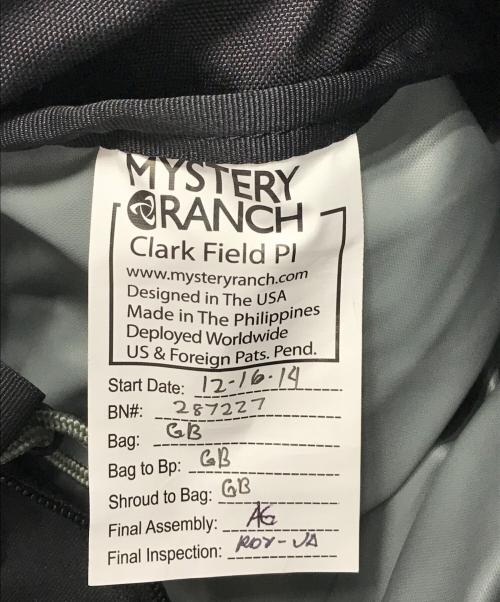 MYSTERY
RANCH
Clark Field PI
www.mysteryranch.com
Designed in The USA
Made in The Philippines
Deployed Worldwide
US & Foreign Pats. Pend.
Start Date: 12-16-14
BN#: 287227
Bag: GB
Bag to Bp: GB
Shroud to Bag: GB
Final Assembly: AG
Final Inspection: ROY-JA